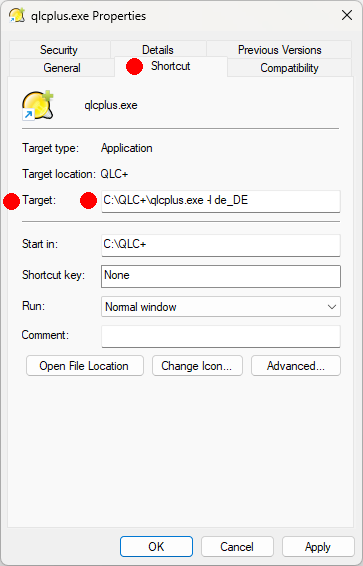 qlcplus.exe Properties
Security Details Previous Versions
General Shortcut Compatibility
qlcplus.exe
Target type: Application
Target location: QLC+
Target: C:\QLC+\qlcplus.exe -l de_DE
Start in: C:\QLC+
Shortcut key: None
Run: Normal window
Comment:
Open File Location Change Icon... Advanced...
OK Cancel Apply